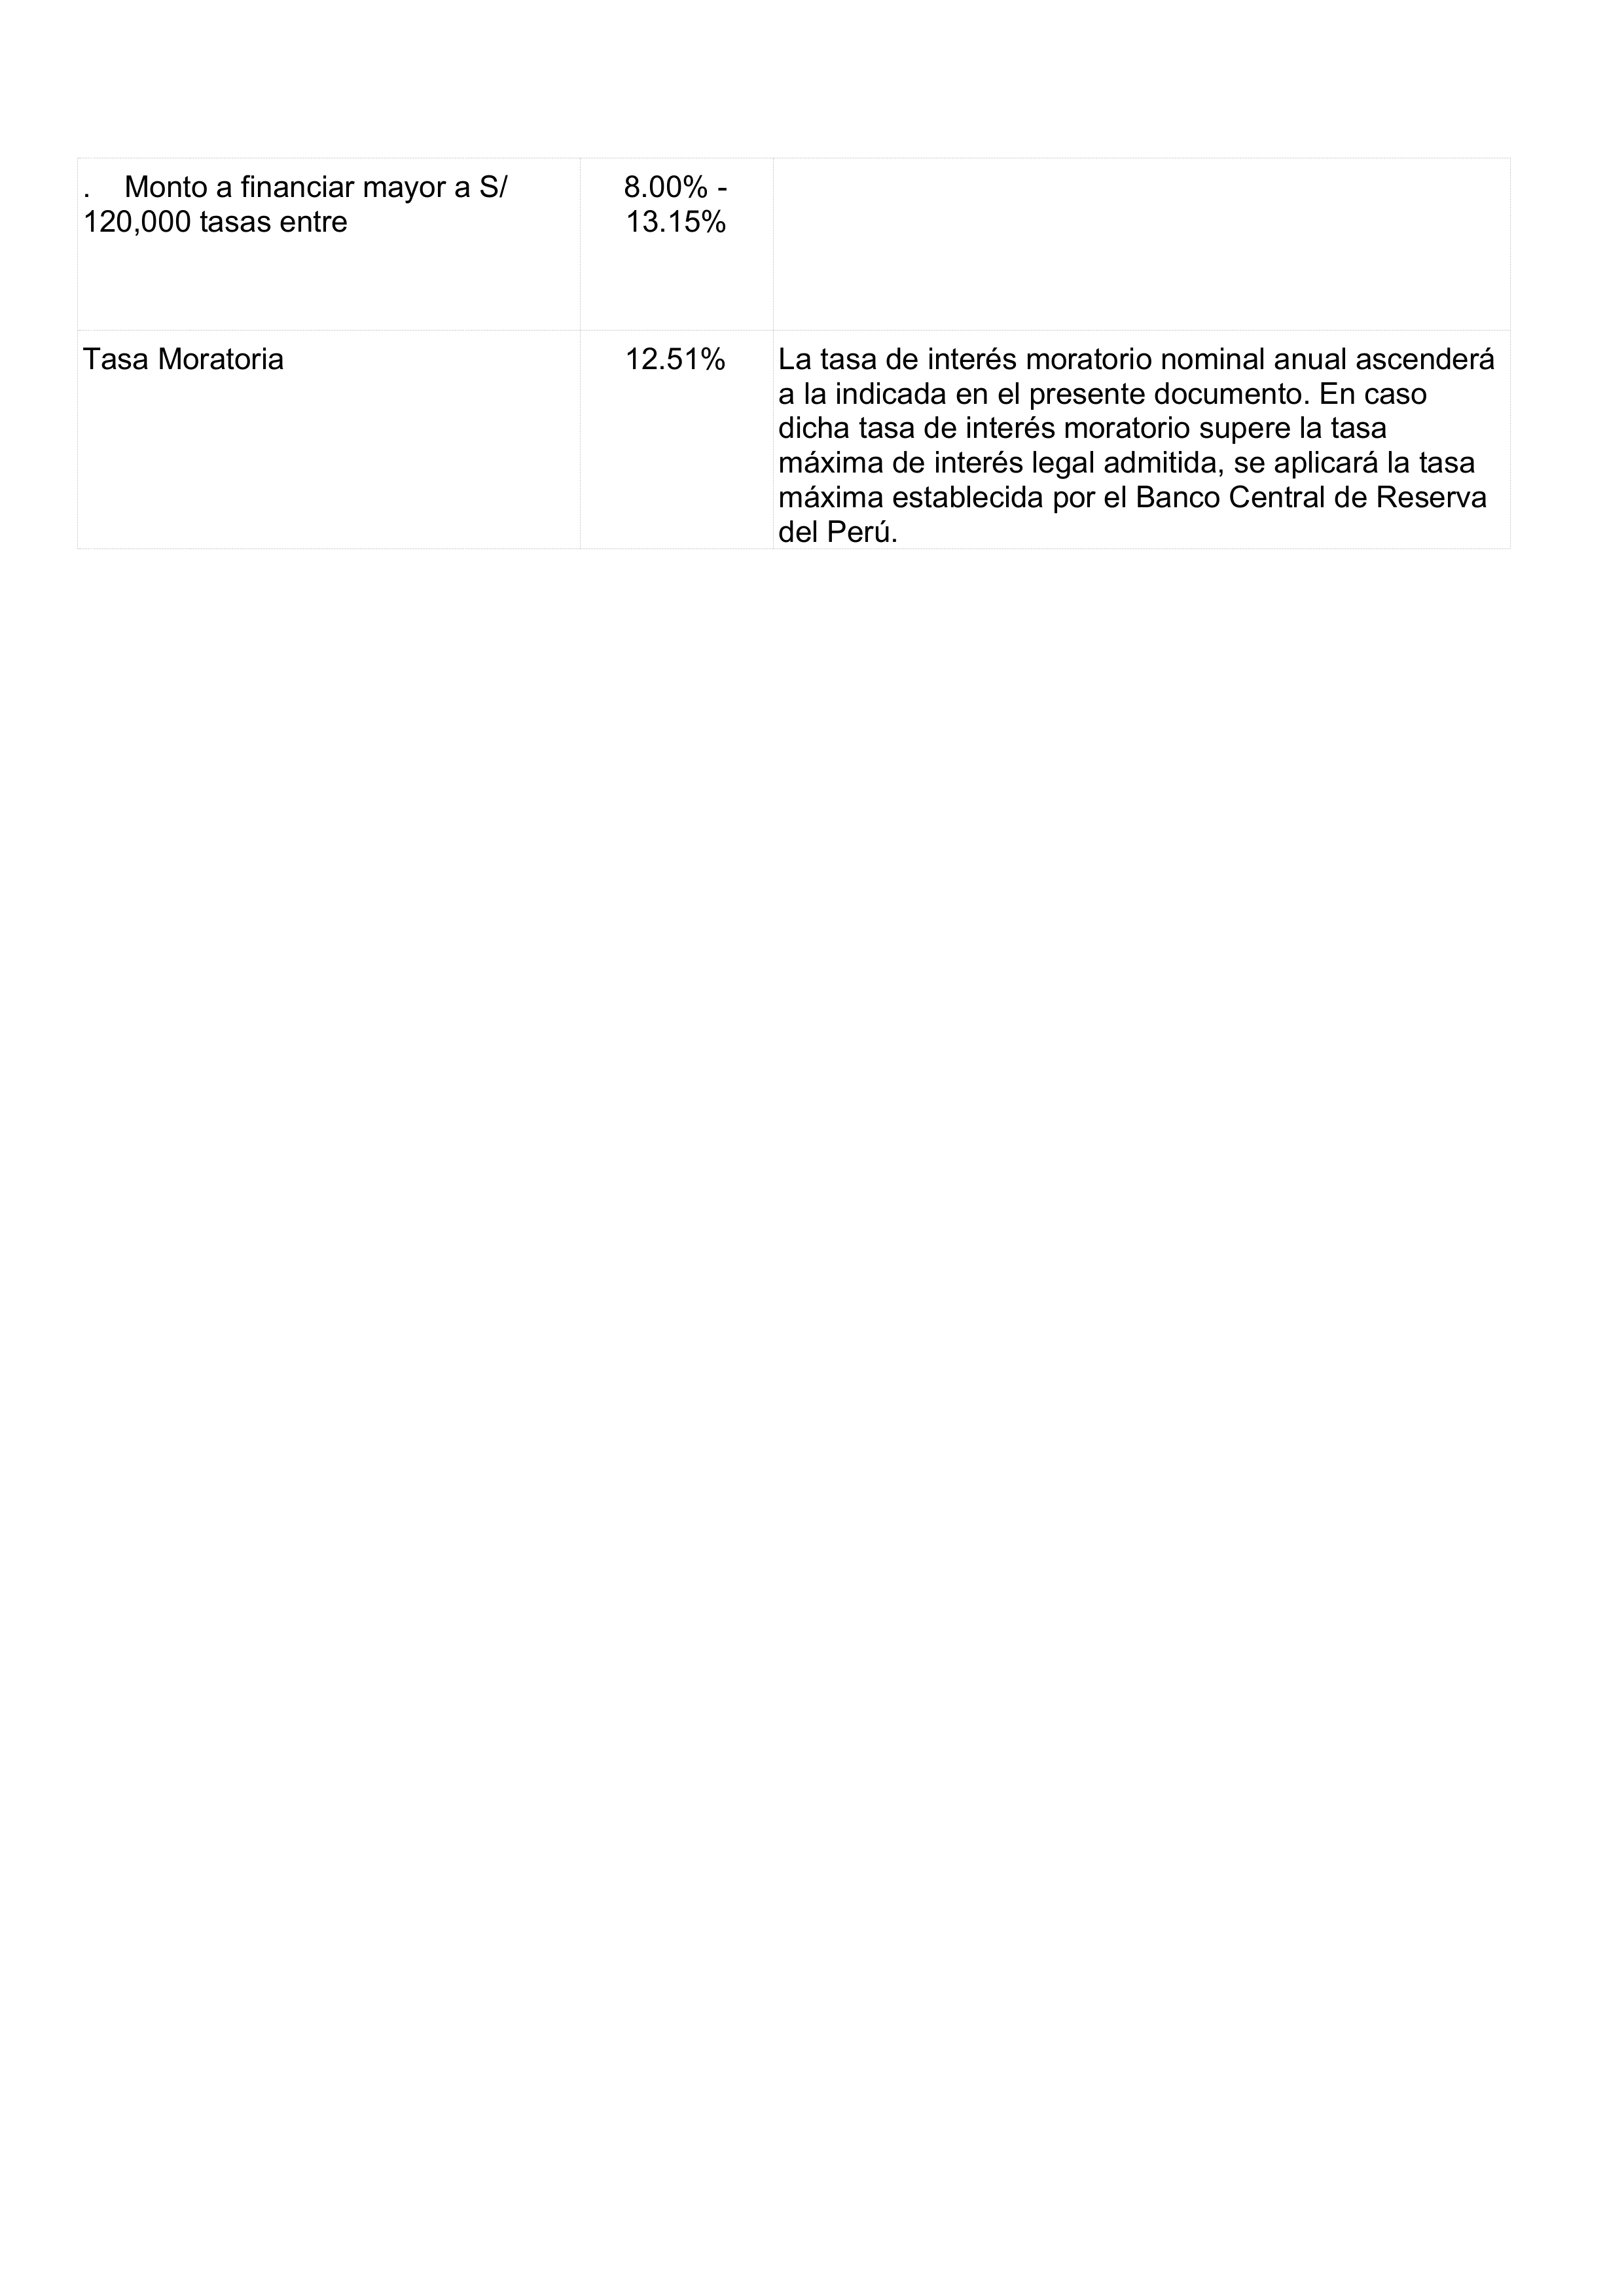 . Monto a financiar mayor a S/
120,000 tasas entre
8.00% -
13.15%
Tasa Moratoria
12.51%
La tasa de interés moratorio nominal anual ascenderá
a la indicada en el presente documento. En caso
dicha tasa de interés moratorio supere la tasa
máxima de interés legal admitida, se aplicará la tasa
máxima establecida por el Banco Central de Reserva
del Perú.